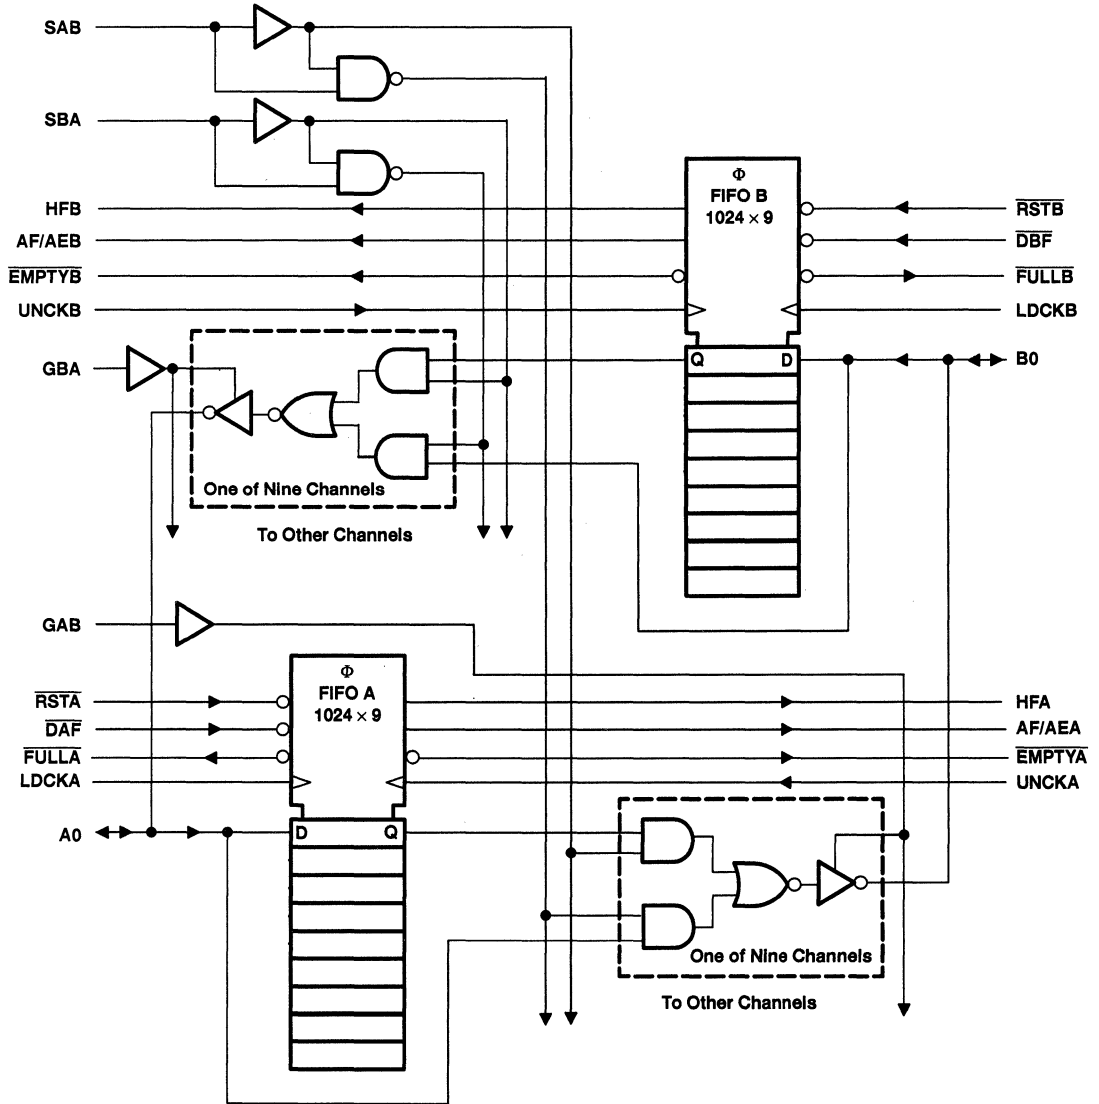 SAB
SBA
Φ
FIFO B
1024 × 9
HFB
RSTB
AF/AEB
DBF
EMPTYB
FULLB
UNCKB
LDCKB
GBA
Q D
B0
One of Nine Channels
To Other Channels
GAB
Φ
FIFO A
1024 × 9
RSTA
HFA
DAF
AF/AEA
FULLA
EMPTYA
LDCKA
UNCKA
A0
D Q
One of Nine Channels
To Other Channels